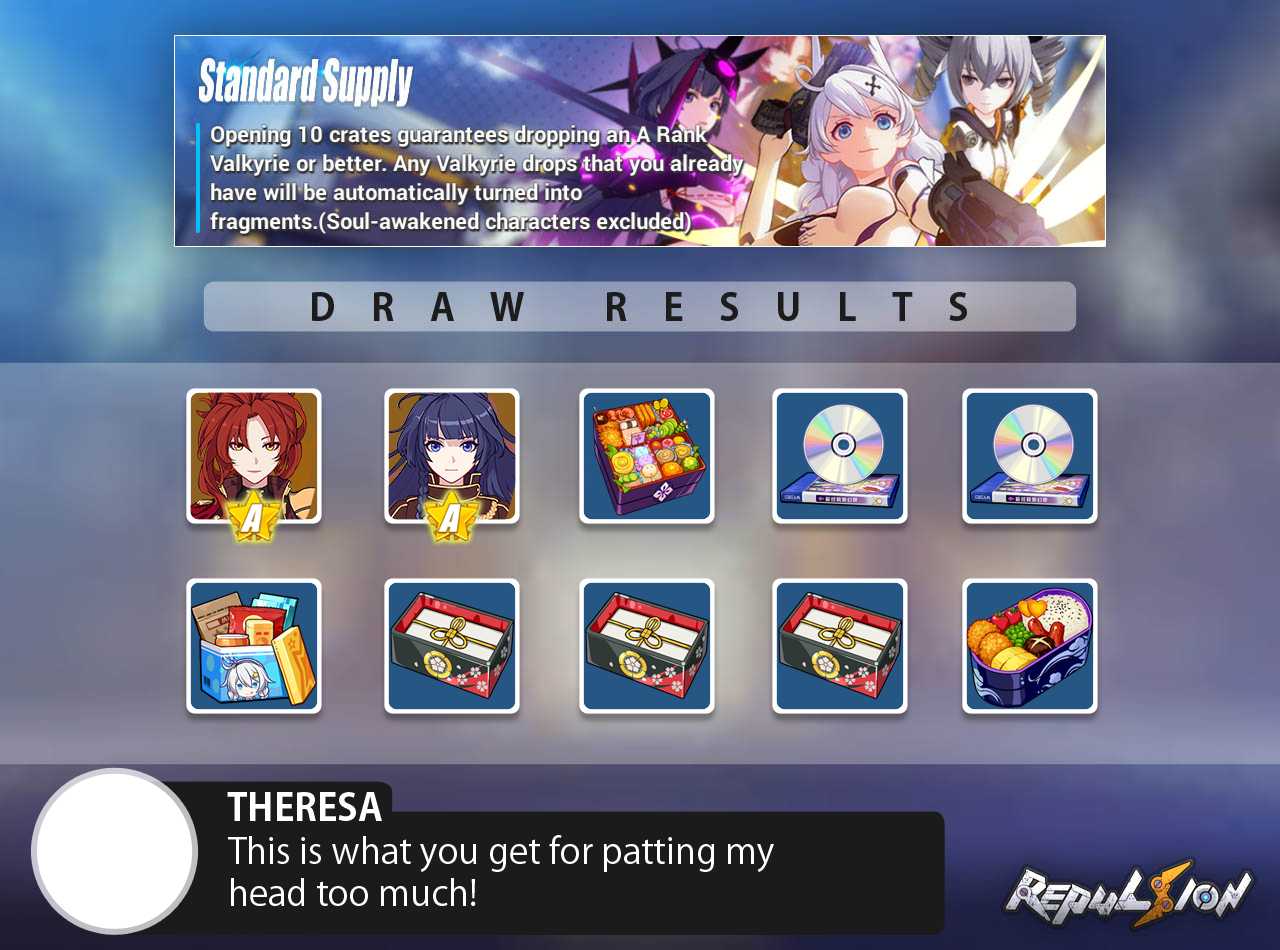 Standard Supply
Opening 10 crates guarantees dropping an A Rank
Valkyrie or better. Any Valkyrie drops that you already
have will be automatically turned into
fragments.(Soul-awakened characters excluded)
DRAW RESULTS
A
A
THERESA
This is what you get for patting my
head too much!
REPULSION